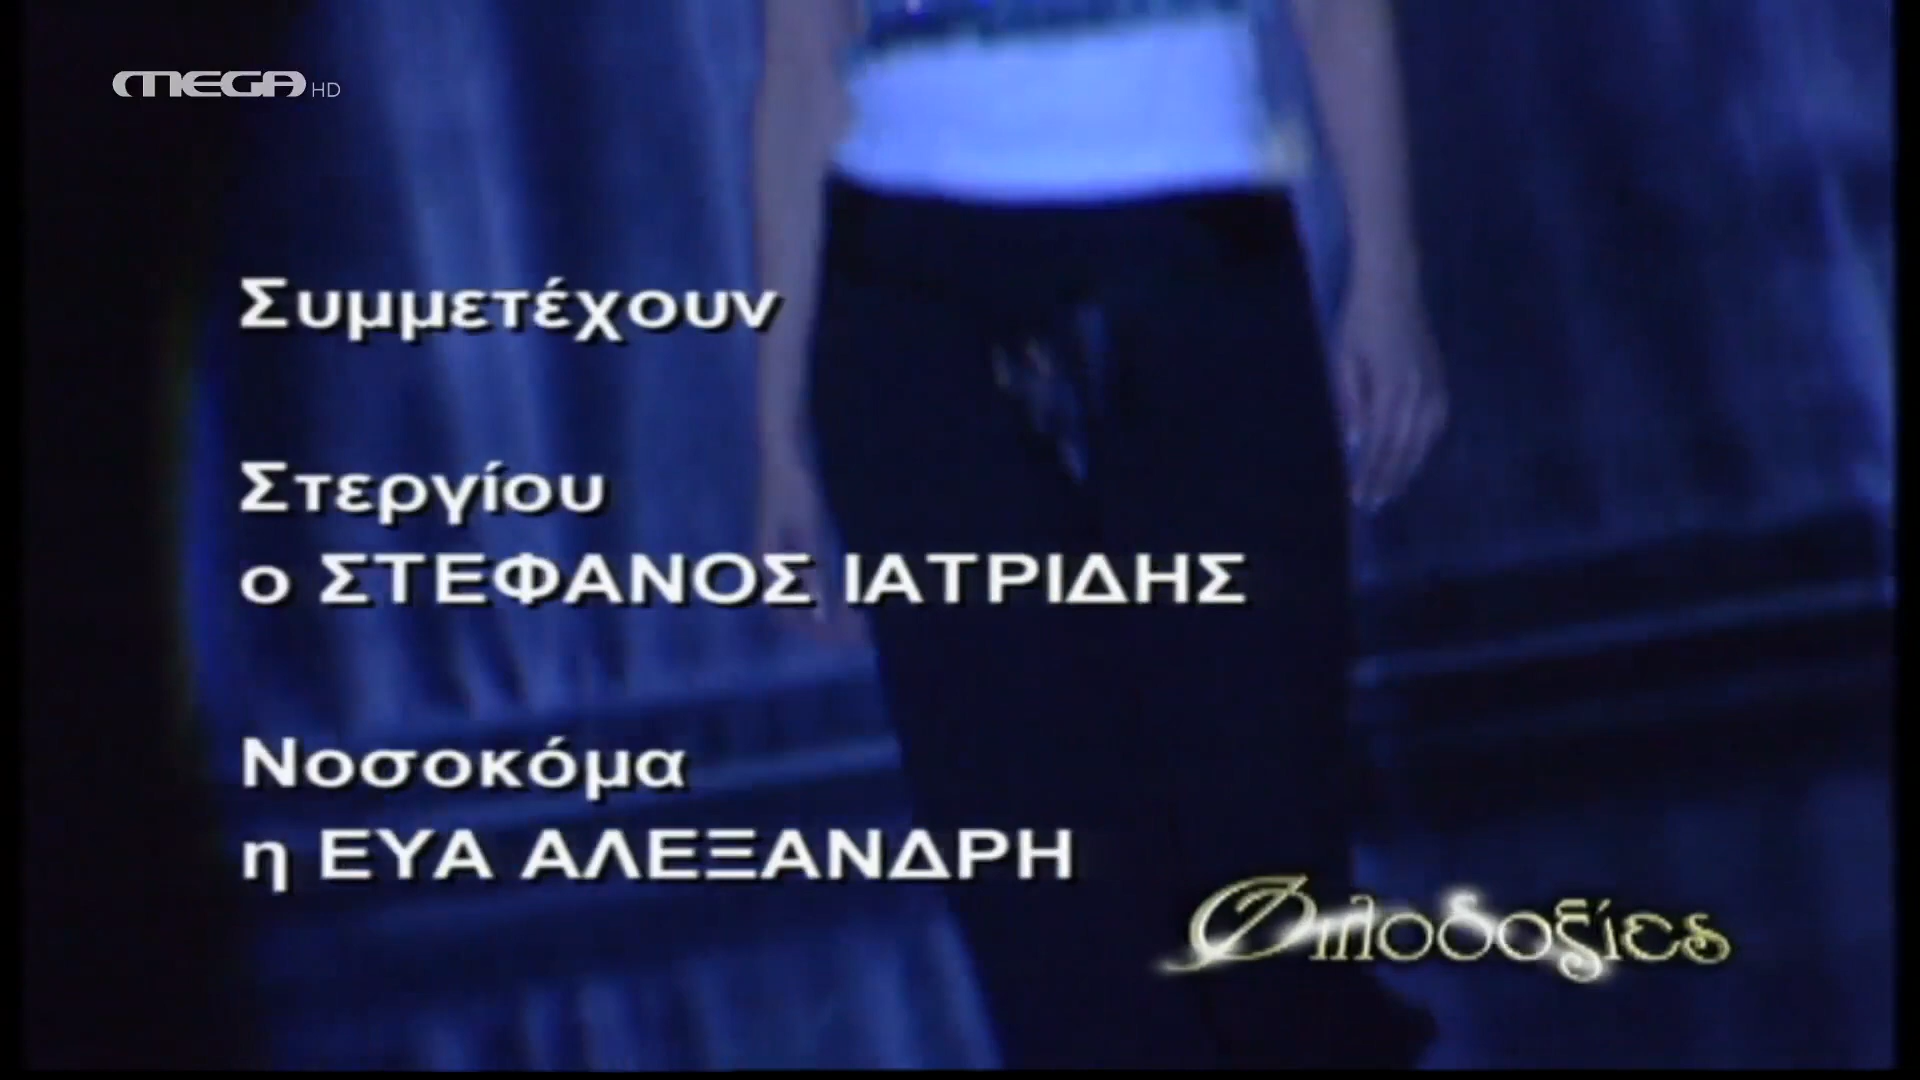 MEGA HD
Συμμετέχουν
Στεργίου
ο ΣΤΕΦΑΝΟΣ ΙΑΤΡΙΔΗΣ
Νοσοκόμα
η ΕΥΑ ΑΛΕΞΑΝΔΡΗ
Φιλοδοξίες